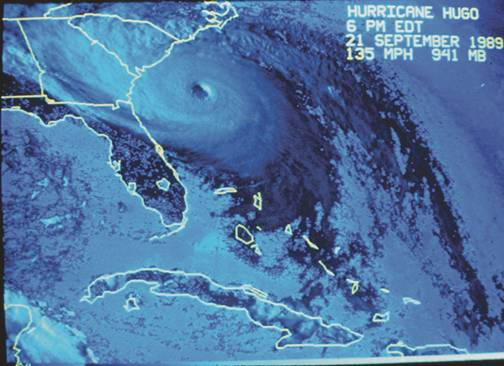 HURRICANE HUGO
6 PM EDT
21 SEPTEMBER 1989
135 MPH 941 MB